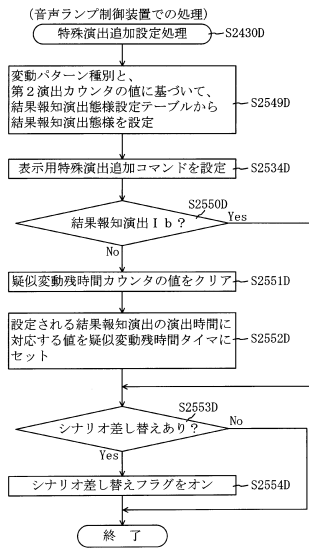 (音声ランプ制御装置での処理)
特殊演出追加設定処理
S2430D
変動パターン種別と、
第2演出カウンタの値に基づいて、
結果報知演出態様設定テーブルから
結果報知演出態様を設定
S2549D
表示用特殊演出追加コマンドを設定
S2534D
S2550D
結果報知演出Ib?
Yes
No
疑似変動残時間カウンタの値をクリア
S2551D
設定される結果報知演出の演出時間に
対応する値を疑似変動残時間タイマに
セット
S2552D
S2553D
シナリオ差し替えあり?
No
Yes
シナリオ差し替えフラグをオン
S2554D
終 了